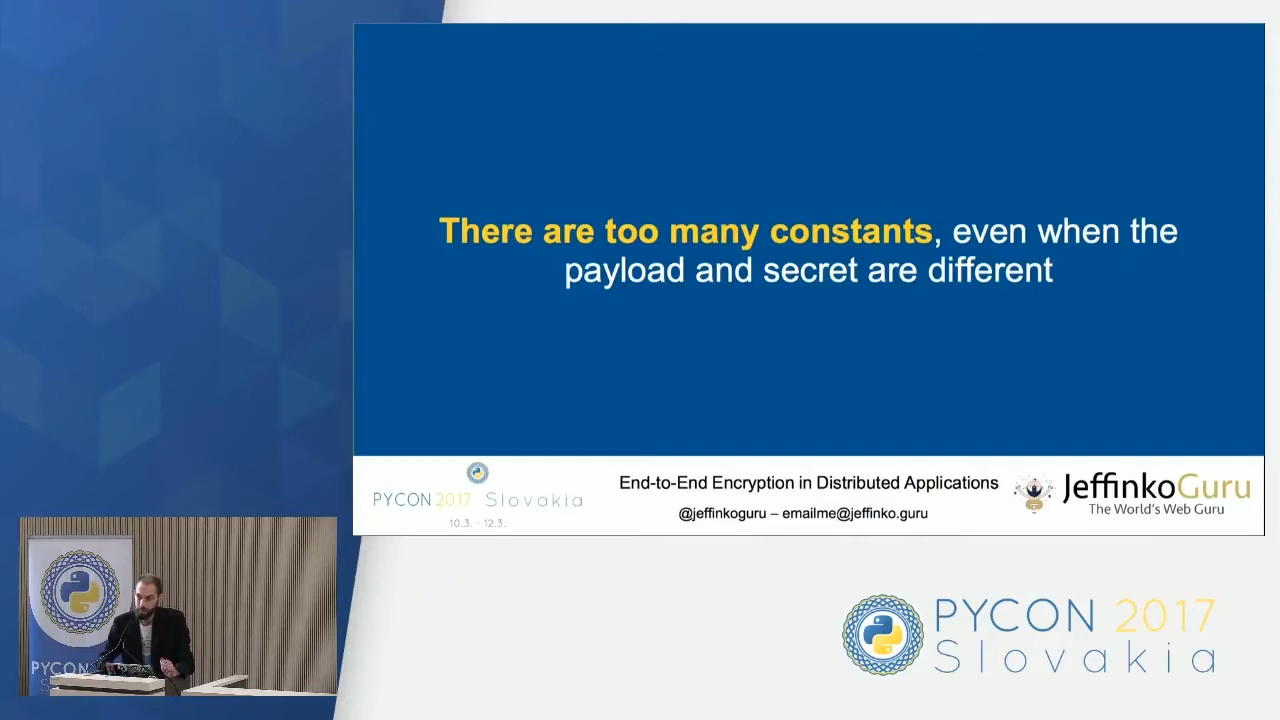 There are too many constants, even when the
payload and secret are different
PYCON 2017 Slovakia
10.3. - 12.3.
End-to-End Encryption in Distributed Applications
@jeffinkoguru – emailme@jeffinko.guru
JeffinkoGuru
The World's Web Guru
PYCON
PYCON 2017
Slovakia